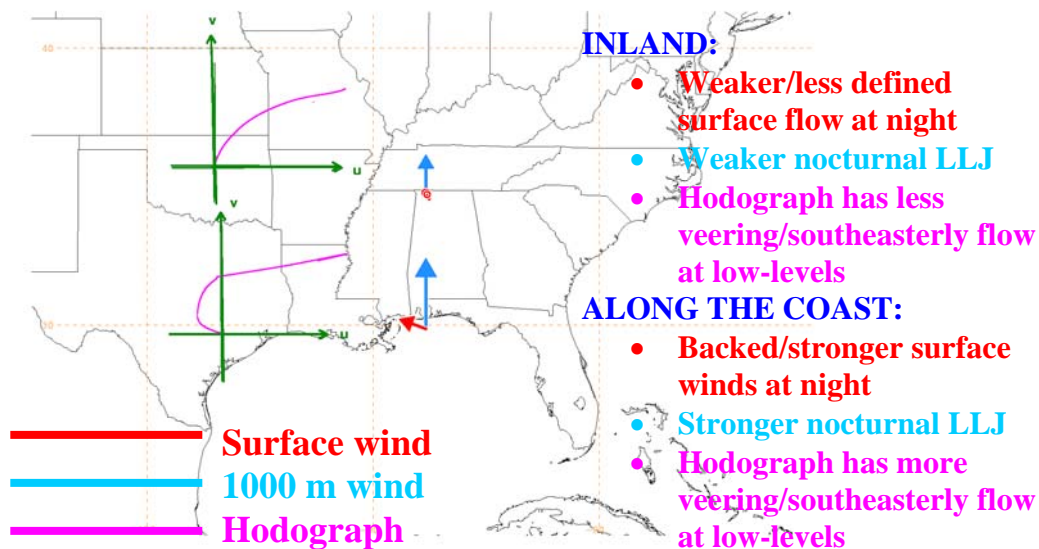 v
40
u
v
u
30
Surface wind
1000 m wind
Hodograph
INLAND:
• Weaker/less defined
surface flow at night
• Weaker nocturnal LLJ
• Hodograph has less
veering/southeasterly flow
at low-levels
ALONG THE COAST:
• Backed/stronger surface
winds at night
• Stronger nocturnal LLJ
• Hodograph has more
veering/southeasterly flow
at low-levels